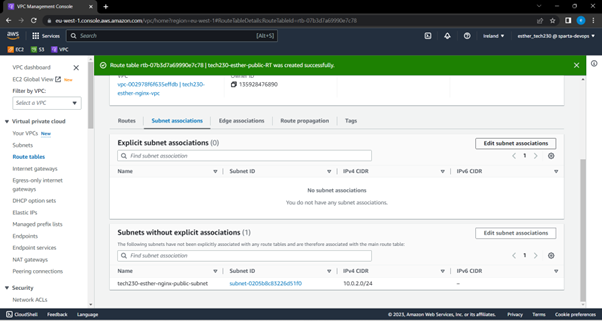 VPC Management Console
eu-west-1.console.aws.amazon.com/vpc/home?region=eu-west-1#RouteTableDetails:RouteTableId=rtb-07b3d7a69990e7c78
aws
Services
Search
[Alt+S]
Ireland
esther_tech230 @ sparta-devops
EC2
S3
VPC
VPC dashboard
EC2 Global View
New
Filter by VPC:
Select a VPC
Virtual private cloud
Your VPCs New
Subnets
Route tables
Internet gateways
Egress-only internet
gateways
DHCP option sets
Elastic IPs
Managed prefix lists
Endpoints
Endpoint services
NAT gateways
Peering connections
Security
Network ACLs
Route table rtb-07b3d7a69990e7c78 | tech230-esther-public-RT was created successfully.
VPC
vpc-002978f6f635effdb | tech230-
esther-nginx-vpc
135928476890
Routes
Subnet associations
Edge associations
Route propagation
Tags
Explicit subnet associations (0)
Edit subnet associations
Find subnet association
1
Name
Subnet ID
IPv4 CIDR
IPv6 CIDR
No subnet associations
You do not have any subnet associations.
Subnets without explicit associations (1)
Edit subnet associations
The following subnets have not been explicitly associated with any route tables and are therefore associated with the main route table:
Find subnet association
1
Name
Subnet ID
IPv4 CIDR
IPv6 CIDR
tech230-esther-nginx-public-subnet
subnet-0205b8c83226d51f0
10.0.2.0/24
–
CloudShell
Feedback
Language
© 2023, Amazon Web Services, Inc. or its affiliates.
Privacy
Terms
Cookie preferences